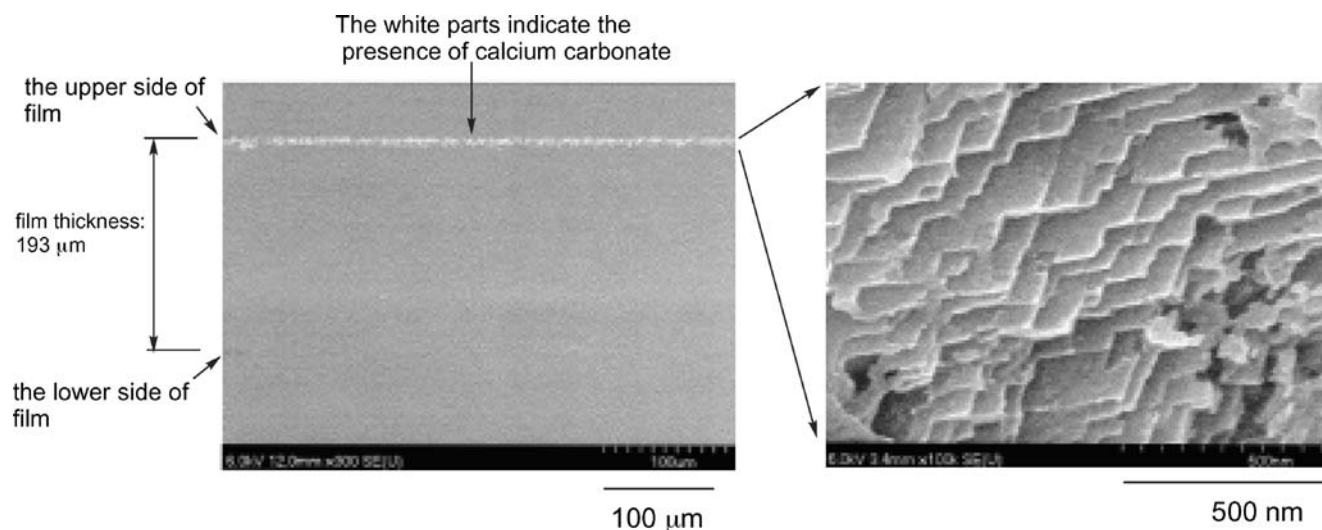 The white parts indicate the
presence of calcium carbonate
the upper side of
film
film thickness:
193 μm
the lower side of
film
6.0kV 12.0mm x300 SE(U)
100um
6.0kV 3.4mm x100k SE(U)
500nm
100 μm
500 nm